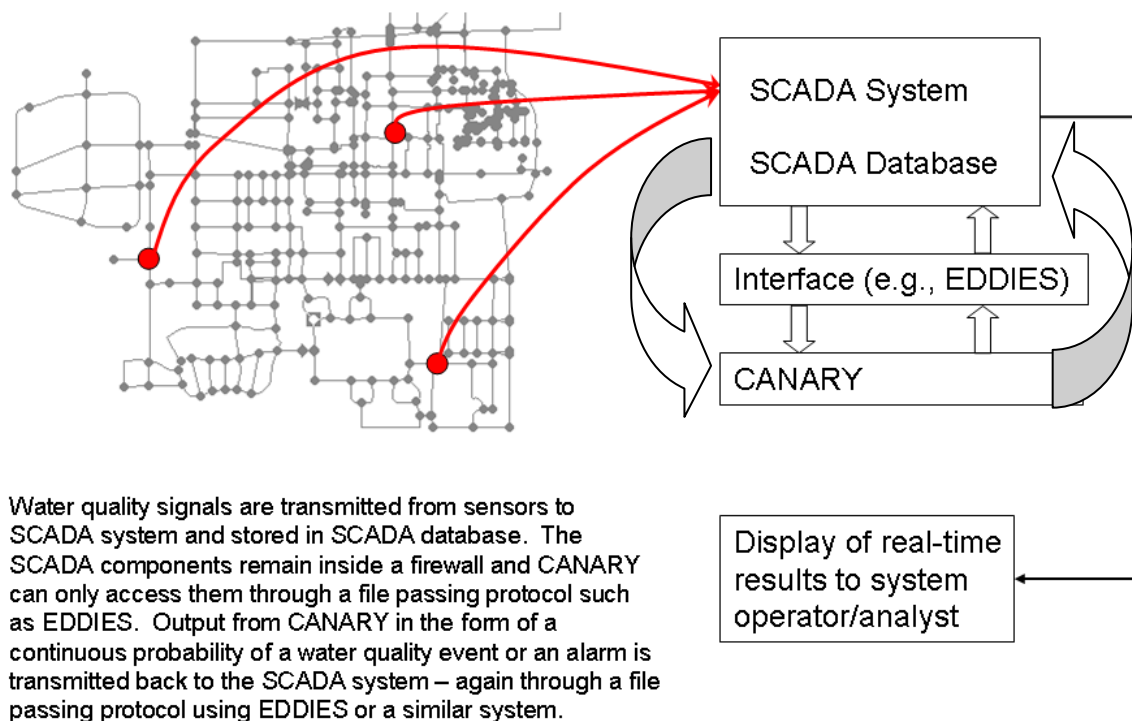 SCADA System
SCADA Database
Interface (e.g., EDDIES)
CANARY
Water quality signals are transmitted from sensors to
SCADA system and stored in SCADA database.  The
SCADA components remain inside a firewall and CANARY
can only access them through a file passing protocol such
as EDDIES.  Output from CANARY in the form of a
continuous probability of a water quality event or an alarm is
transmitted back to the SCADA system – again through a file
passing protocol using EDDIES or a similar system.
Display of real-time
results to system
operator/analyst